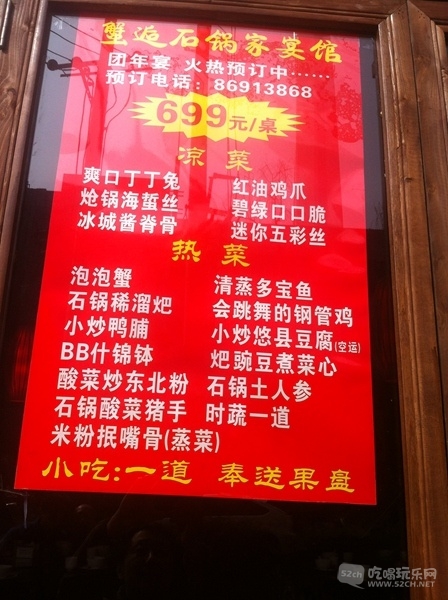 蟹逅石锅家宴馆
团年宴 火热预订中……
预订电话：86913868
699元/桌
凉菜
爽口丁丁兔 红油鸡爪
炝锅海蜇丝 碧绿口口脆
冰城酱脊骨 迷你五彩丝
热菜
泡泡蟹 清蒸多宝鱼
石锅稀溜粑 会跳舞的钢管鸡
小炒鸭脯 小炒悠县豆腐(空运)
BB什锦钵 粑豌豆煮菜心
酸菜炒东北粉 石锅土人参
石锅酸菜猪手 时蔬一道
米粉抿嘴骨(蒸菜)
小吃:一道 奉送果盘
52ch 吃喝玩乐网
WWW.52CH.NET